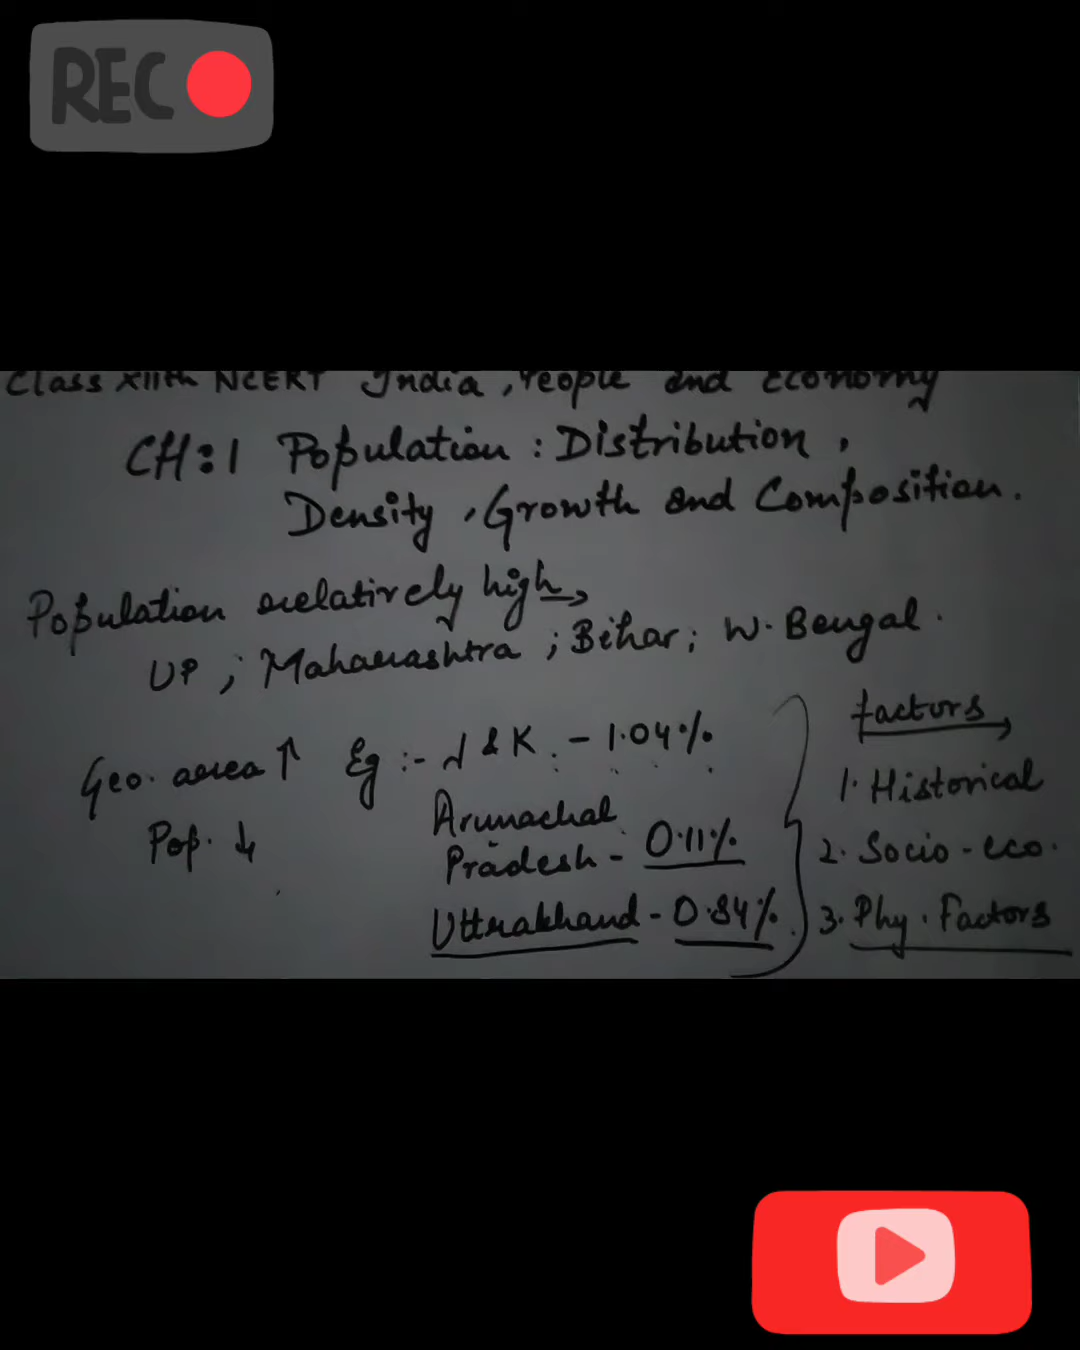 REC
Class XIIth NCERT India, People and Economy
CH:1 Population : Distribution,
Density, Growth and Composition.
Population relatively high →
UP ; Maharashtra ; Bihar ; W. Bengal.
factors →
Geo. area ↑ Eg :- J & K. - 1.04%
1. Historical
Pop. ↓ Arunachal
Pradesh - 0.11%
2. Socio-eco.
Uttrakhand - 0.84%.
3. Phy. Factors